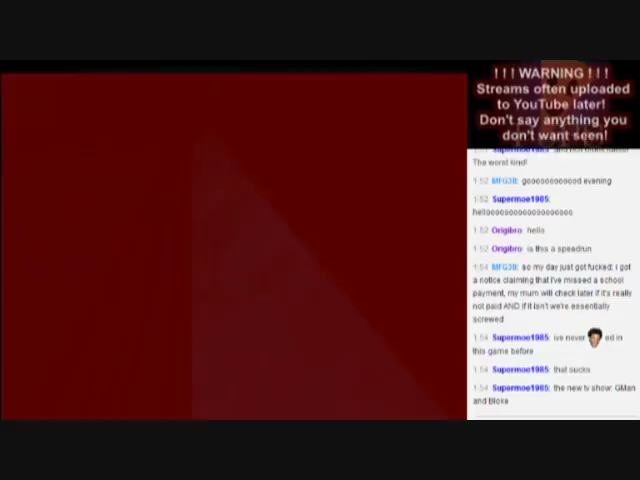 ! ! ! WARNING ! ! !
Streams often uploaded
to YouTube later!
Don't say anything you
don't want seen!
The worst kind!
1:52 MFG38: gooooooooood evening
1:52 Supermoe1985:
hellooooooooooooooooooo
1:52 Origibro: hello
1:52 Origibro: is this a speedrun
1:54 MFG38: so my day just got fucked: I got
a notice claiming that I've missed a school
payment, my mum will check later if it's really
not paid AND if it isn't we're essentially
screwed
1:54 Supermoe1985: ive never ed in
this game before
1:54 Supermoe1985: that sucks
1:54 Supermoe1985: the new tv show: GMan
and Bloke